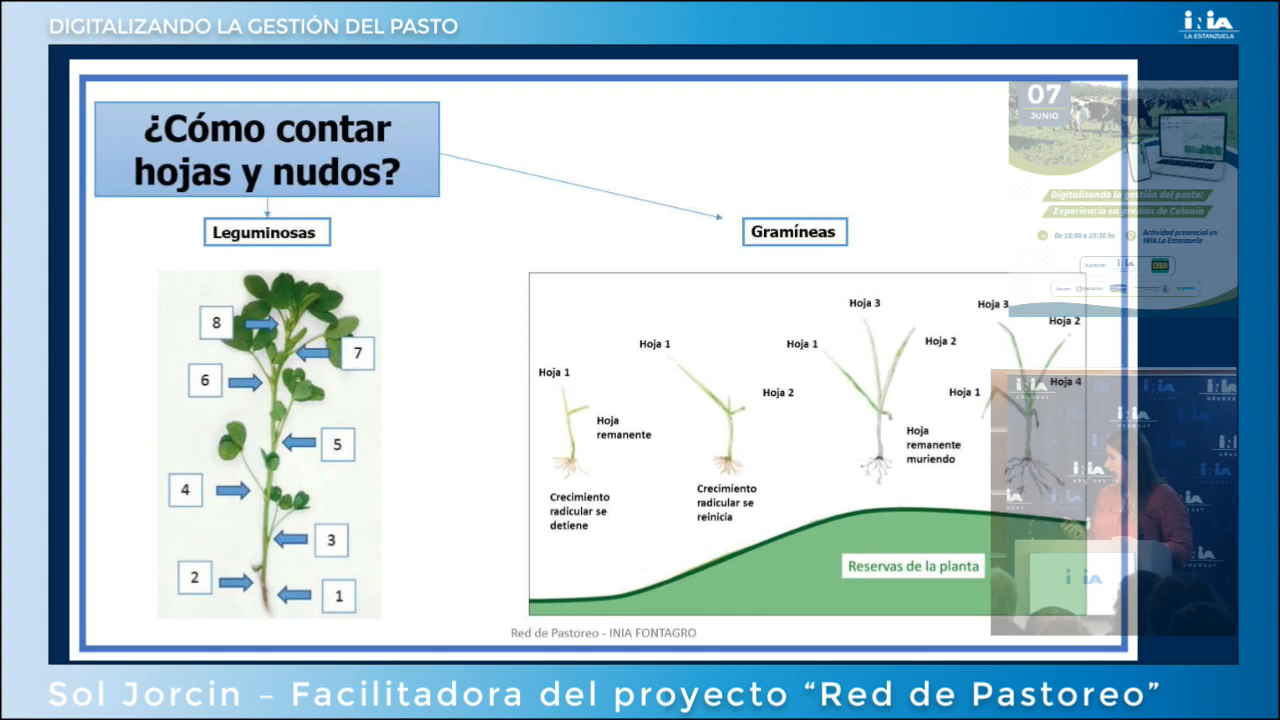 DIGITALIZANDO LA GESTIÓN DEL PASTO
INIA
LA ESTANZUELA
¿Cómo contar
hojas y nudos?
Leguminosas
Gramíneas
8
7
6
5
4
3
2
1
Hoja 1
Hoja
remanente
Crecimiento
radicular se
detiene
Hoja 1
Hoja 2
Crecimiento
radicular se
reinicia
Hoja 3
Hoja 1
Hoja 2
Hoja
remanente
muriendo
Hoja 3
Hoja 2
Hoja 4
Hoja 1
Reservas de la planta
Red de Pastoreo - INIA FONTAGRO
07
JUNIO
Digitalizando la gestión del pasto:
Experiencia en predios de Colonia
De 18:00 a 19:30 hs
Actividad presencial en
INIA La Estanzuela
INIA
URUGUAY
Sol Jorcin – Facilitadora del proyecto “Red de Pastoreo”